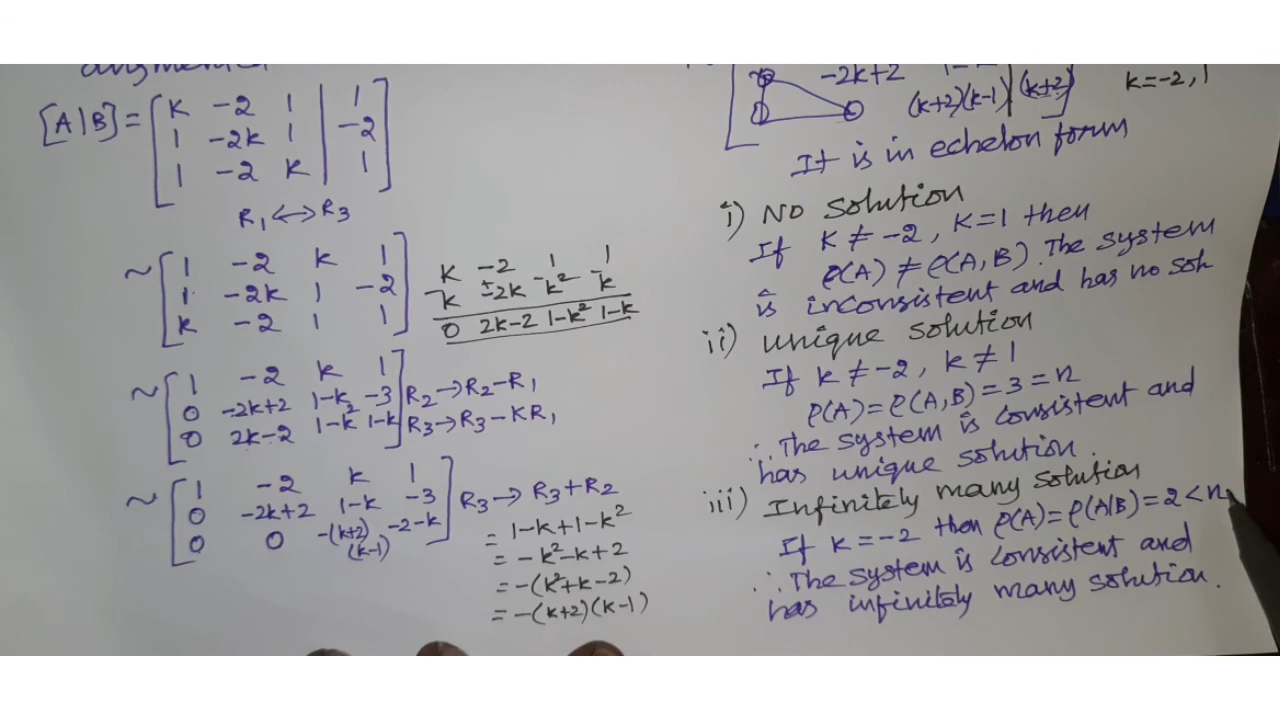 augmented
[A|B] = [ K -2 1 | 1
1 -2K 1 | -2
1 -2 K | 1 ]
R₁ ↔ R₃
~ [ 1 -2 K 1
1 -2K 1 -2
K -2 1 1 ]
K -2 1 1
-K ±2K -K² -K
0 2K-2 1-K² 1-K
~ [ 1 -2 K 1
0 -2K+2 1-K -3 ] R₂→R₂-R₁
0 2K-2 1-K² 1-K ] R₃→R₃-KR₁
~ [ 1 -2 K 1
0 -2K+2 1-K -3 ] R₃→R₃+R₂
0 0 -(K+2)(K-1) -2-K
= 1-K+1-K²
= -K²-K+2
= -(K²+K-2)
= -(K+2)(K-1)
-2K+2
(K+2)(K-1) | (K+2) ] K=-2, 1
It is in echelon form
i) NO Solution
If K ≠ -2, K=1 then
ρ(A) ≠ ρ(A,B). The system
is inconsistent and has no soln
ii) unique solution
If K ≠ -2, K ≠ 1
ρ(A) = ρ(A,B) = 3 = n
∴ The system is consistent and
has unique solution.
iii) Infinitely many solution
If K = -2 then ρ(A) = ρ(A|B) = 2 < n,
∴ The system is consistent and
has infinitely many solution.